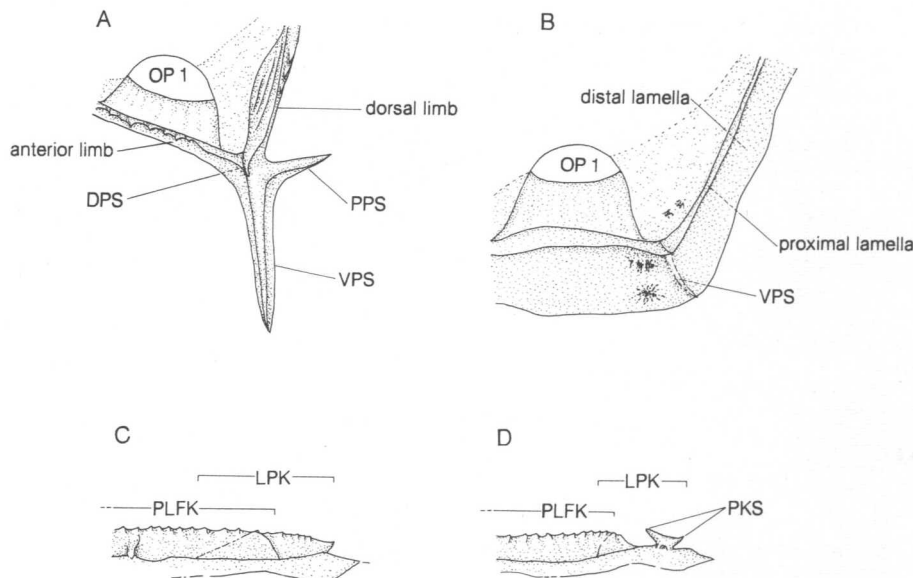 A
OP 1
dorsal limb
anterior limb
DPS
PPS
VPS
B
distal lamella
OP 1
proximal lamella
?
VPS
C
LPK
PLFK
D
LPK
PLFK
PKS